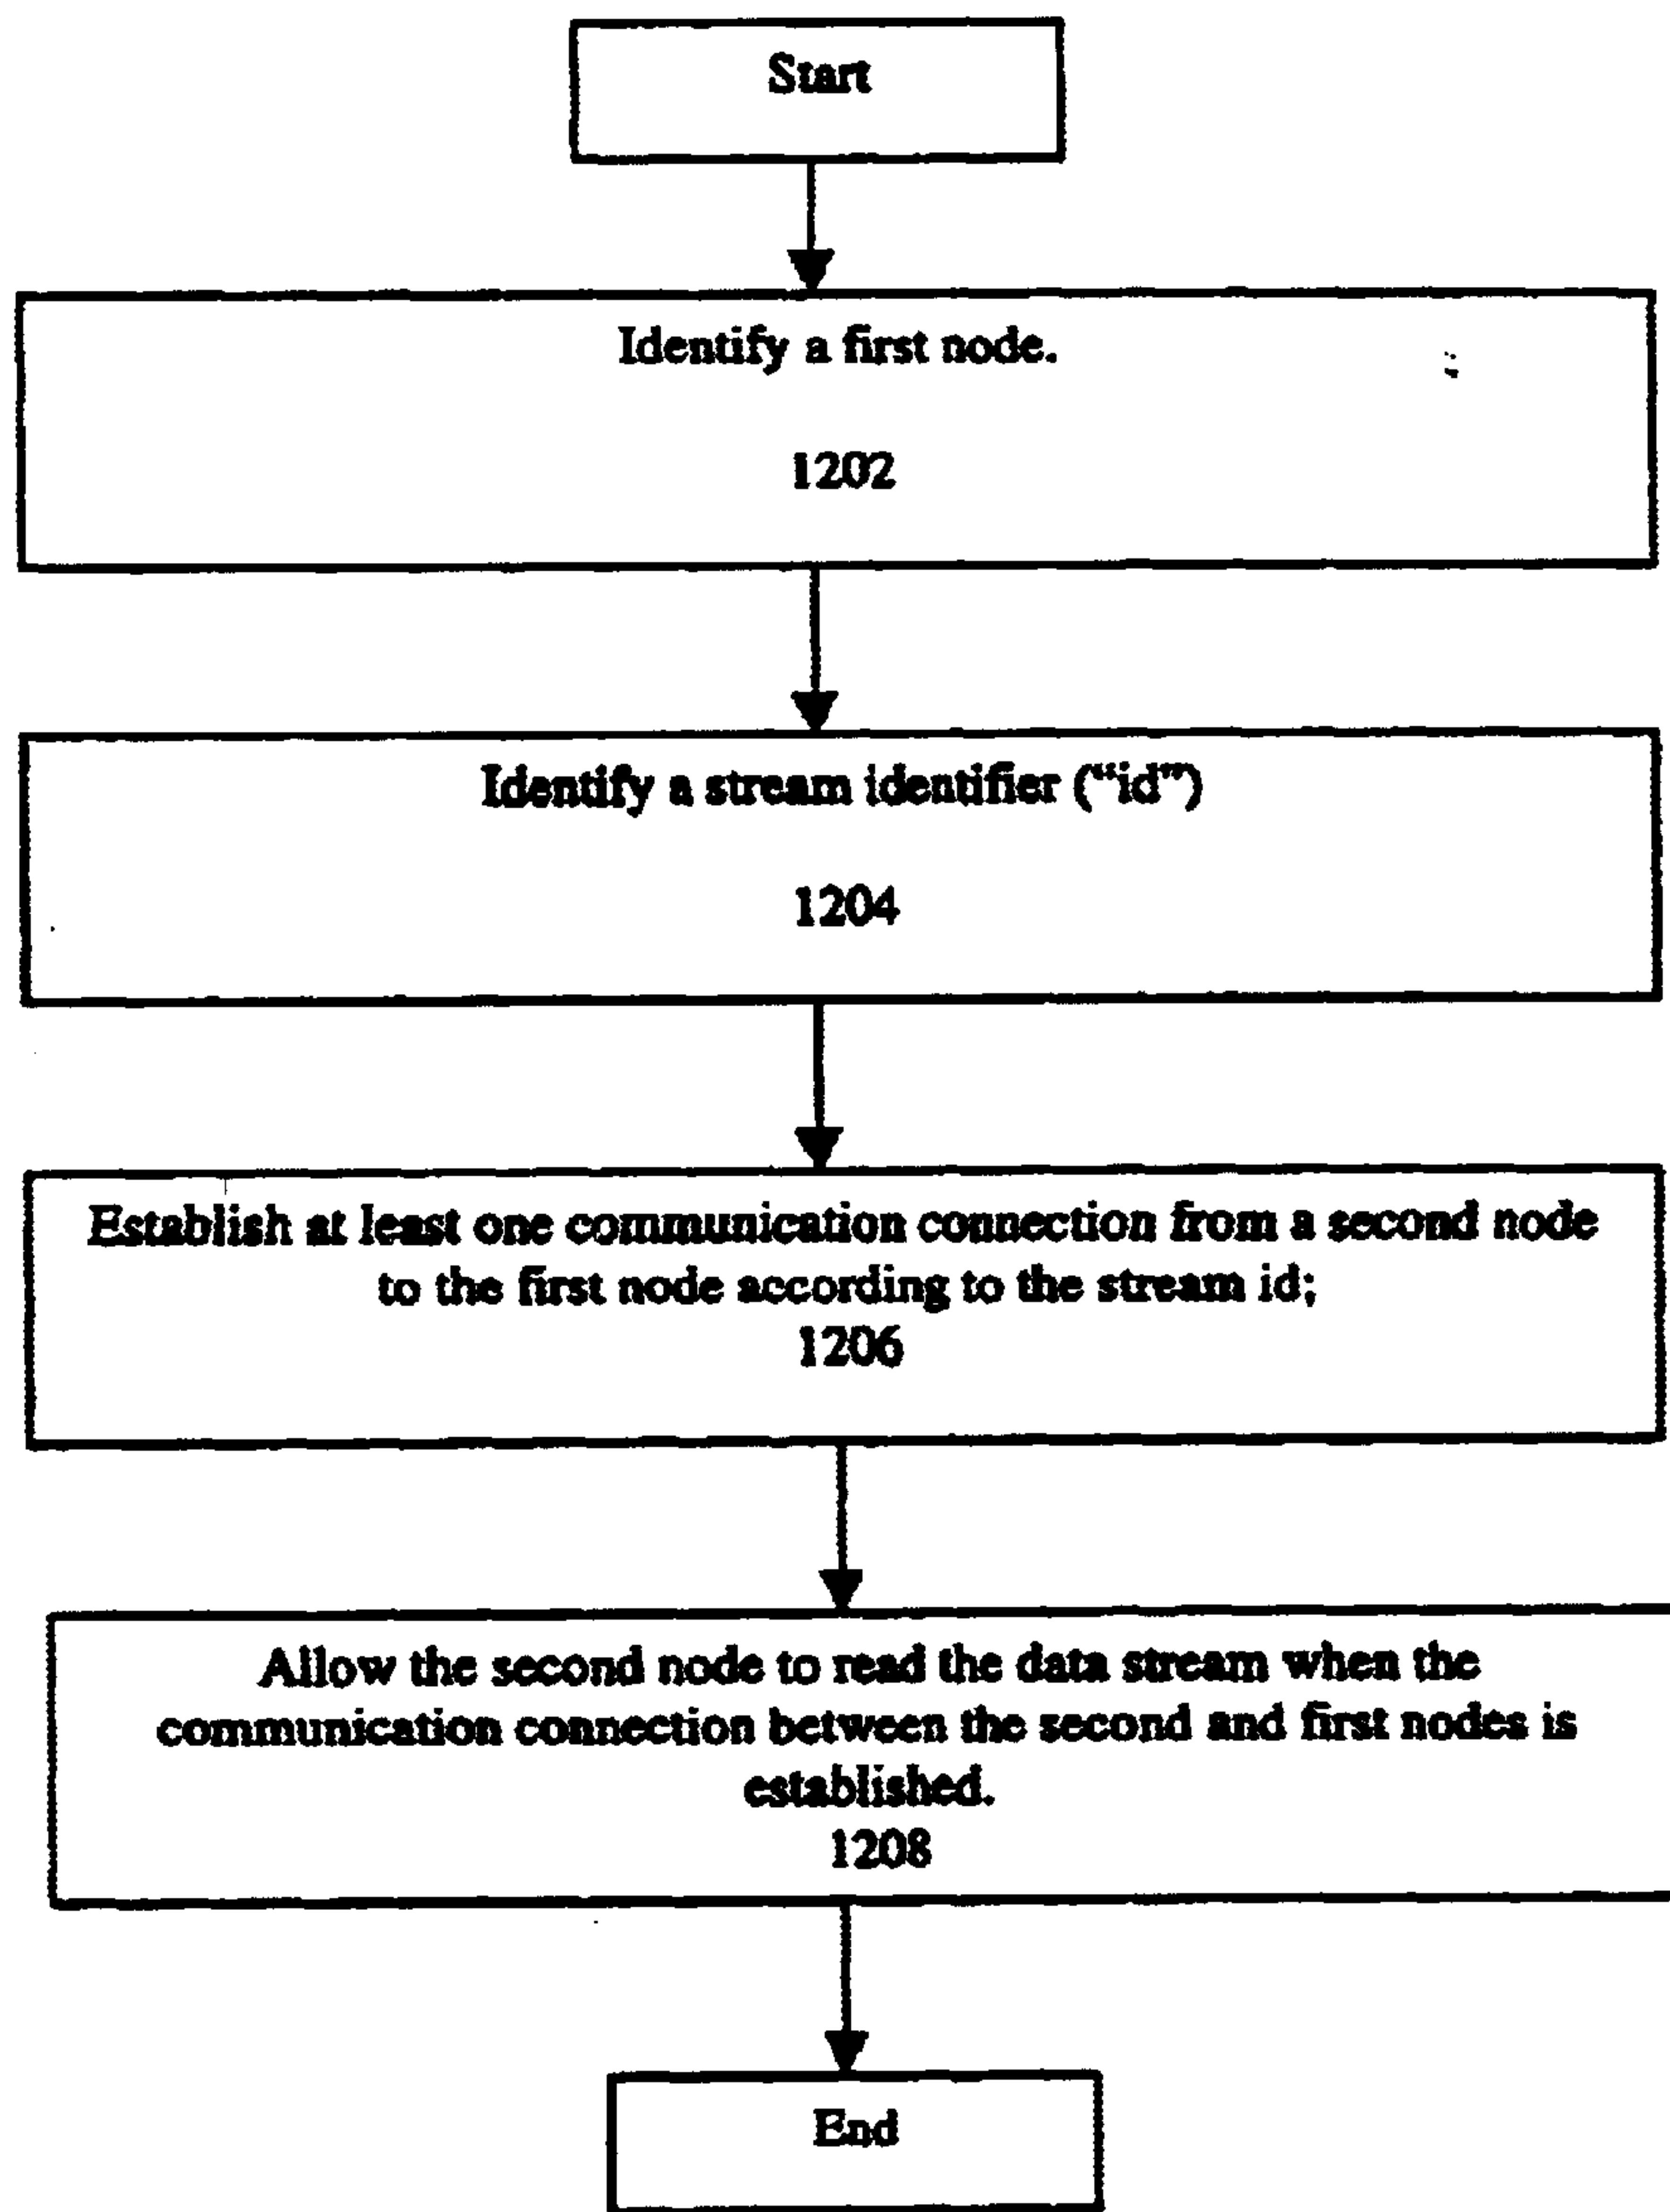 Start
Identify a first node.
1202
Identify a stream identifier (“id”)
1204
Establish at least one communication connection from a second node
to the first node according to the stream id;
1206
Allow the second node to read the data stream when the
communication connection between the second and first nodes is
established.
1208
End